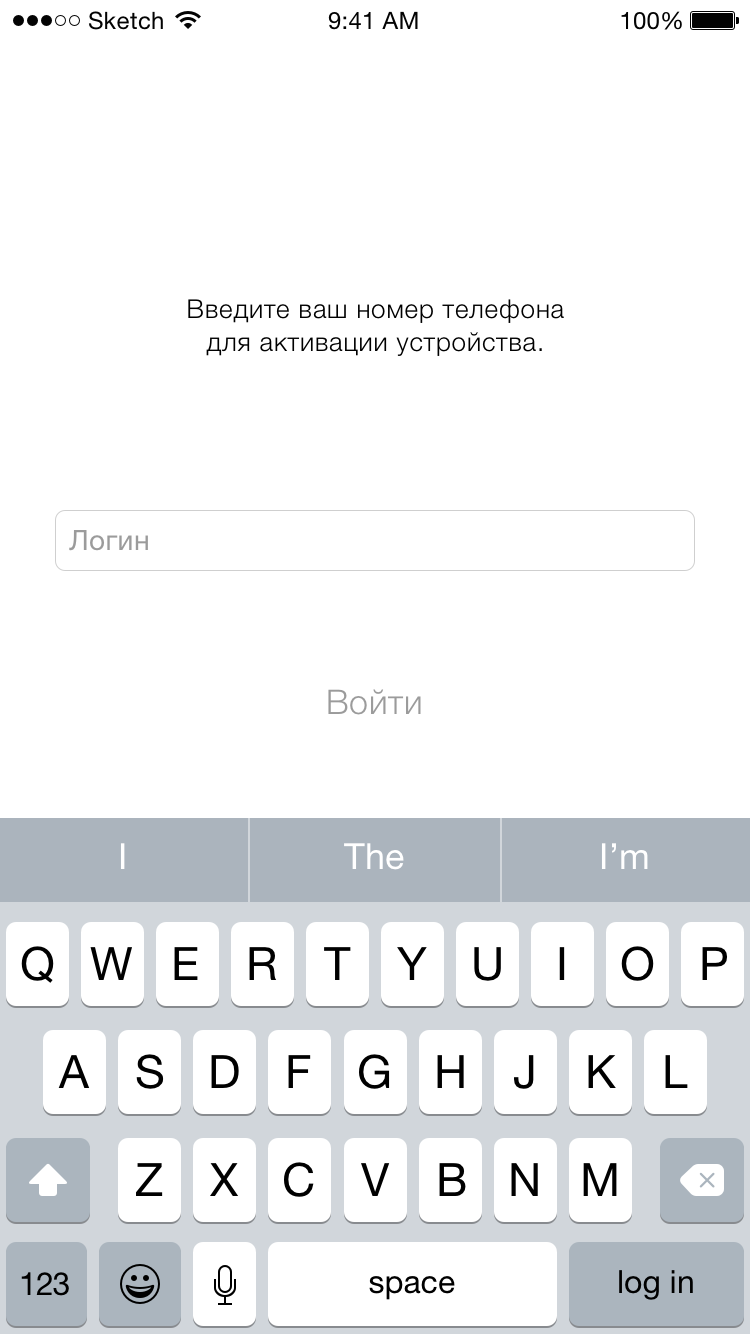 Sketch 9:41 AM 100%
Введите ваш номер телефона
для активации устройства.
Логин
Войти
I The I’m
Q W E R T Y U I O P
A S D F G H J K L
Z X C V B N M
123 space log in